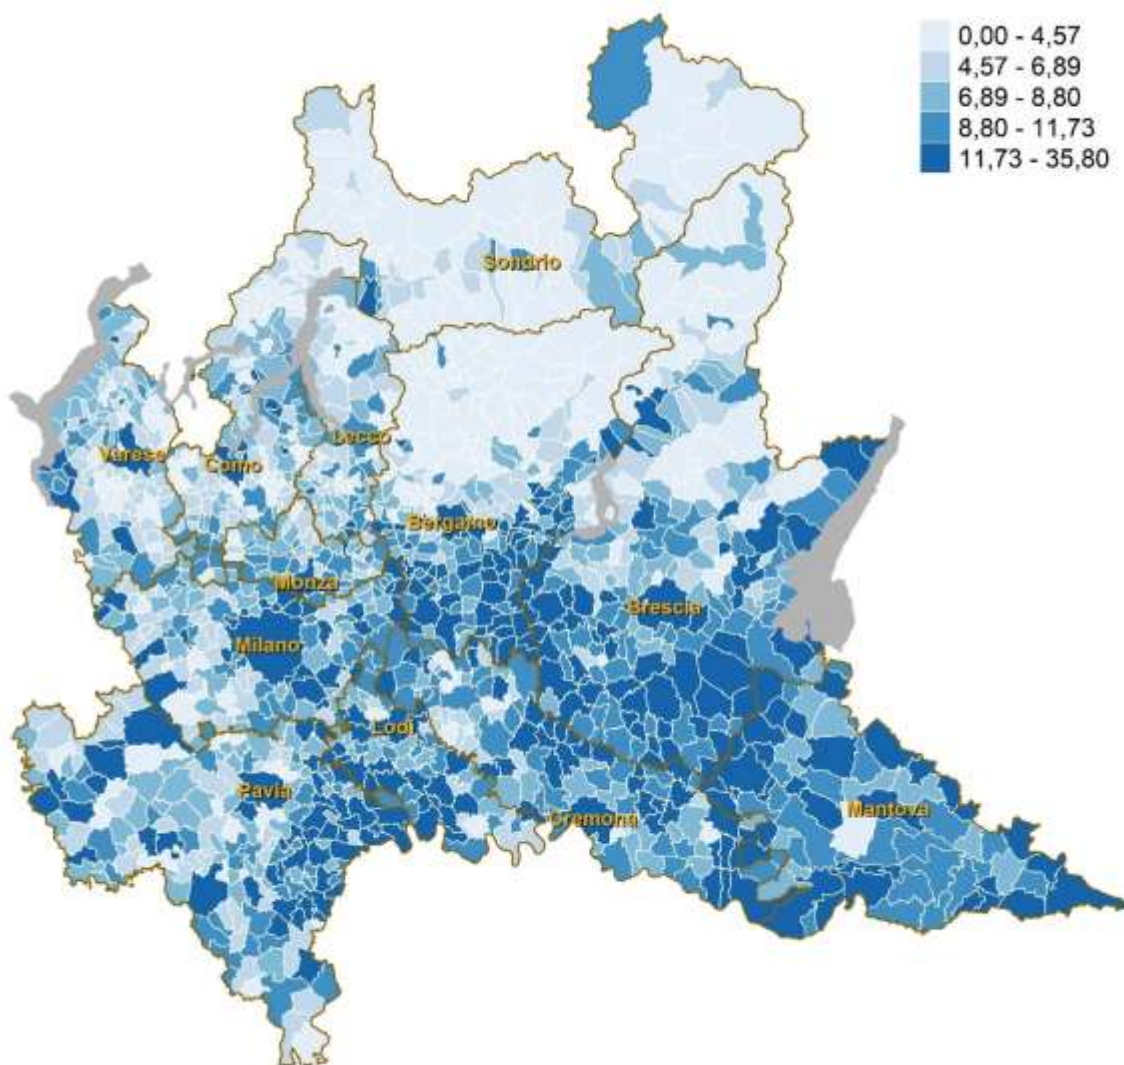 0,00 - 4,57
4,57 - 6,89
6,89 - 8,80
8,80 - 11,73
11,73 - 35,80
Sondrio
Lecco
Varese
Como
Bergamo
Monza
Brescia
Milano
Lodi
Pavia
Cremona
Mantova